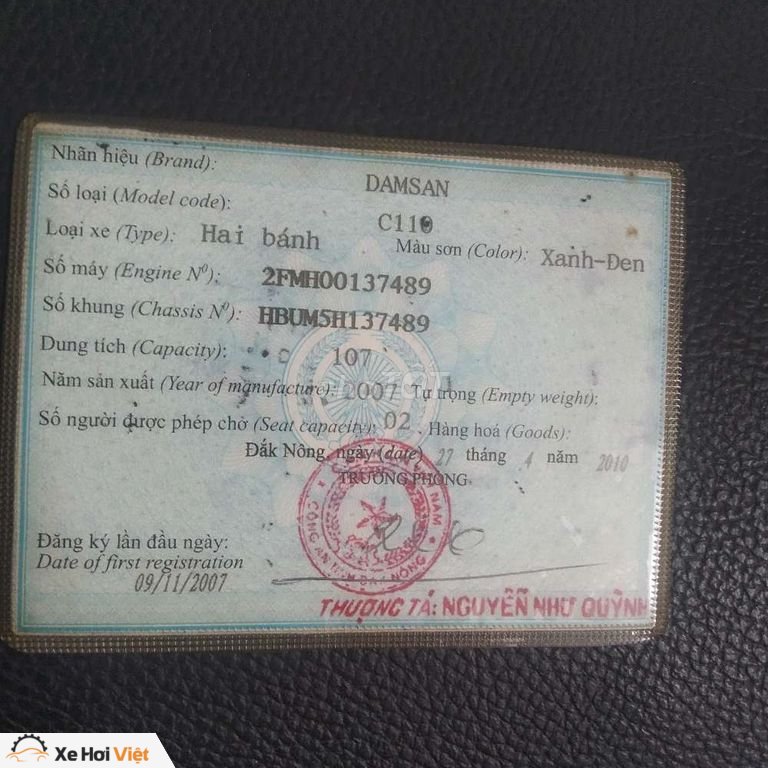 Nhãn hiệu (Brand): DAMSAN
Số loại (Model code): C110
Loại xe (Type): Hai bánh Màu sơn (Color): Xanh-Đen
Số máy (Engine N⁰): 2FMH00137489
Số khung (Chassis N⁰): HBUM5H137489
Dung tích (Capacity): 107
Năm sản xuất (Year of manufacture): 2007 Tự trọng (Empty weight):
Số người được phép chở (Seat capacity): 02 Hàng hoá (Goods):
Đắk Nông, ngày (date) 27 tháng 4 năm 2010
TRƯỞNG PHÒNG
Đăng ký lần đầu ngày:
Date of first registration
09/11/2007
THƯỢNG TÁ: NGUYỄN NHƯ QUỲNH
Xe Hơi Việt